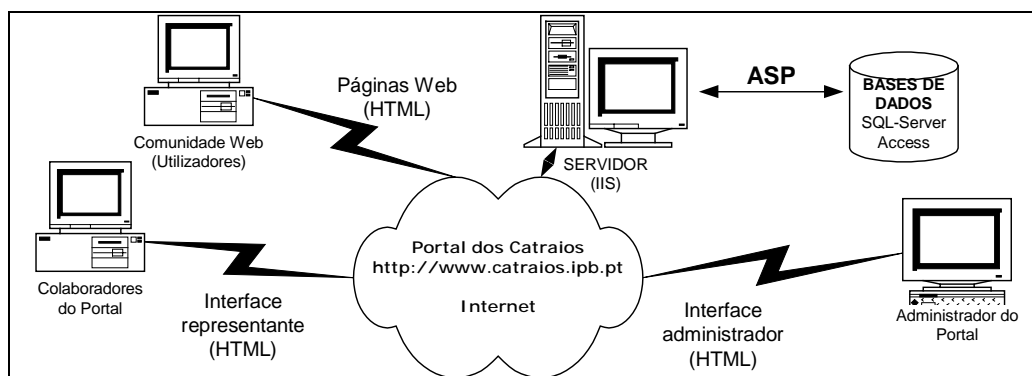 Páginas Web
(HTML)
Comunidade Web
(Utilizadores)
SERVIDOR
(IIS)
ASP
BASES DE
DADOS
SQL-Server
Access
Colaboradores
do Portal
Interface
representante
(HTML)
Portal dos Catraios
http://www.catraios.ipb.pt
Internet
Interface
administrador
(HTML)
Administrador do
Portal